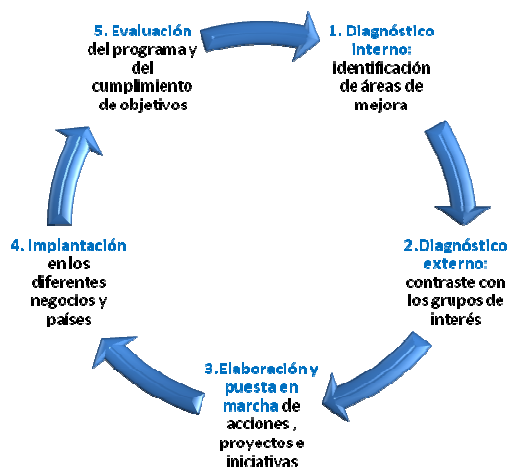 1. Diagnóstico
interno:
identificación
de áreas de
mejora
2.Diagnóstico
externo:
contraste con
los grupos de
interés
3.Elaboración y
puesta en
marcha de
acciones ,
proyectos e
iniciativas
4. Implantación
en los
diferentes
negocios y
países
5. Evaluación
del programa y
del
cumplimiento
de objetivos